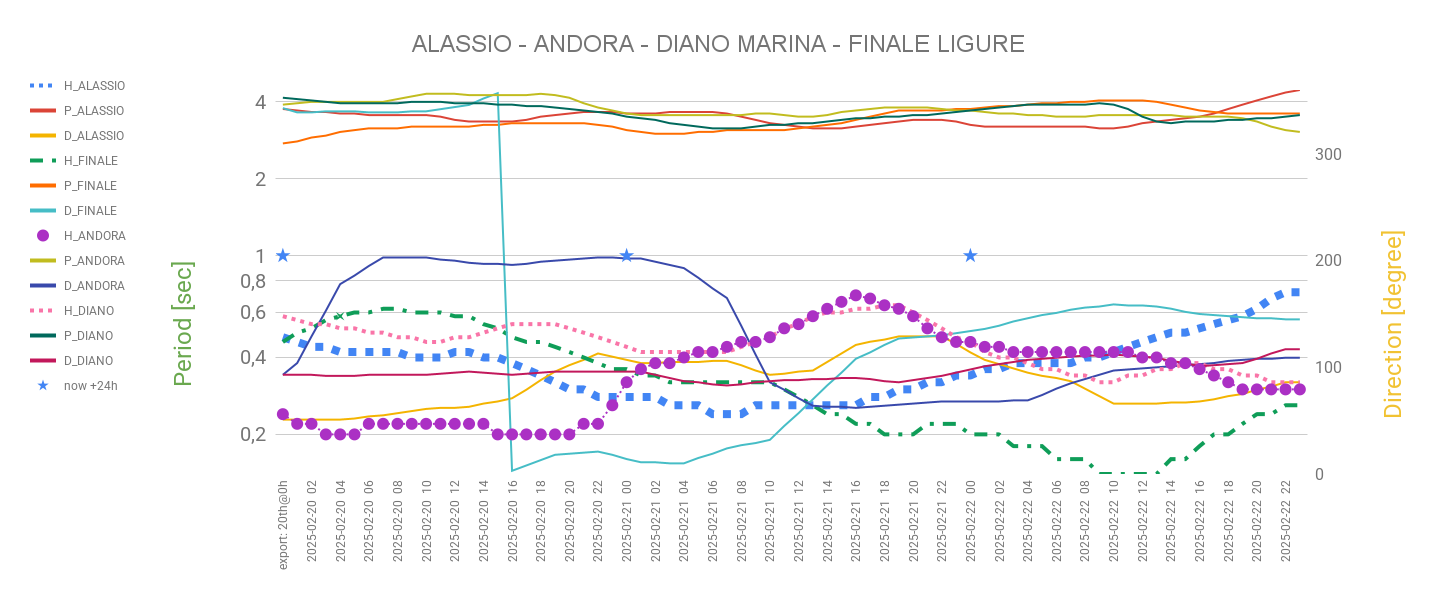 ALASSIO - ANDORA - DIANO MARINA - FINALE LIGURE
H_ALASSIO
P_ALASSIO
D_ALASSIO
H_FINALE
P_FINALE
D_FINALE
H_ANDORA
P_ANDORA
D_ANDORA
H_DIANO
P_DIANO
D_DIANO
now +24h
Period [sec]
4
2
1
0,8
0,6
0,4
0,2
300
200
100
0
Direction [degree]
export: 20th@0h
2025-02-20 02
2025-02-20 04
2025-02-20 06
2025-02-20 08
2025-02-20 10
2025-02-20 12
2025-02-20 14
2025-02-20 16
2025-02-20 18
2025-02-20 20
2025-02-20 22
2025-02-21 00
2025-02-21 02
2025-02-21 04
2025-02-21 06
2025-02-21 08
2025-02-21 10
2025-02-21 12
2025-02-21 14
2025-02-21 16
2025-02-21 18
2025-02-21 20
2025-02-21 22
2025-02-22 00
2025-02-22 02
2025-02-22 04
2025-02-22 06
2025-02-22 08
2025-02-22 10
2025-02-22 12
2025-02-22 14
2025-02-22 16
2025-02-22 18
2025-02-22 20
2025-02-22 22